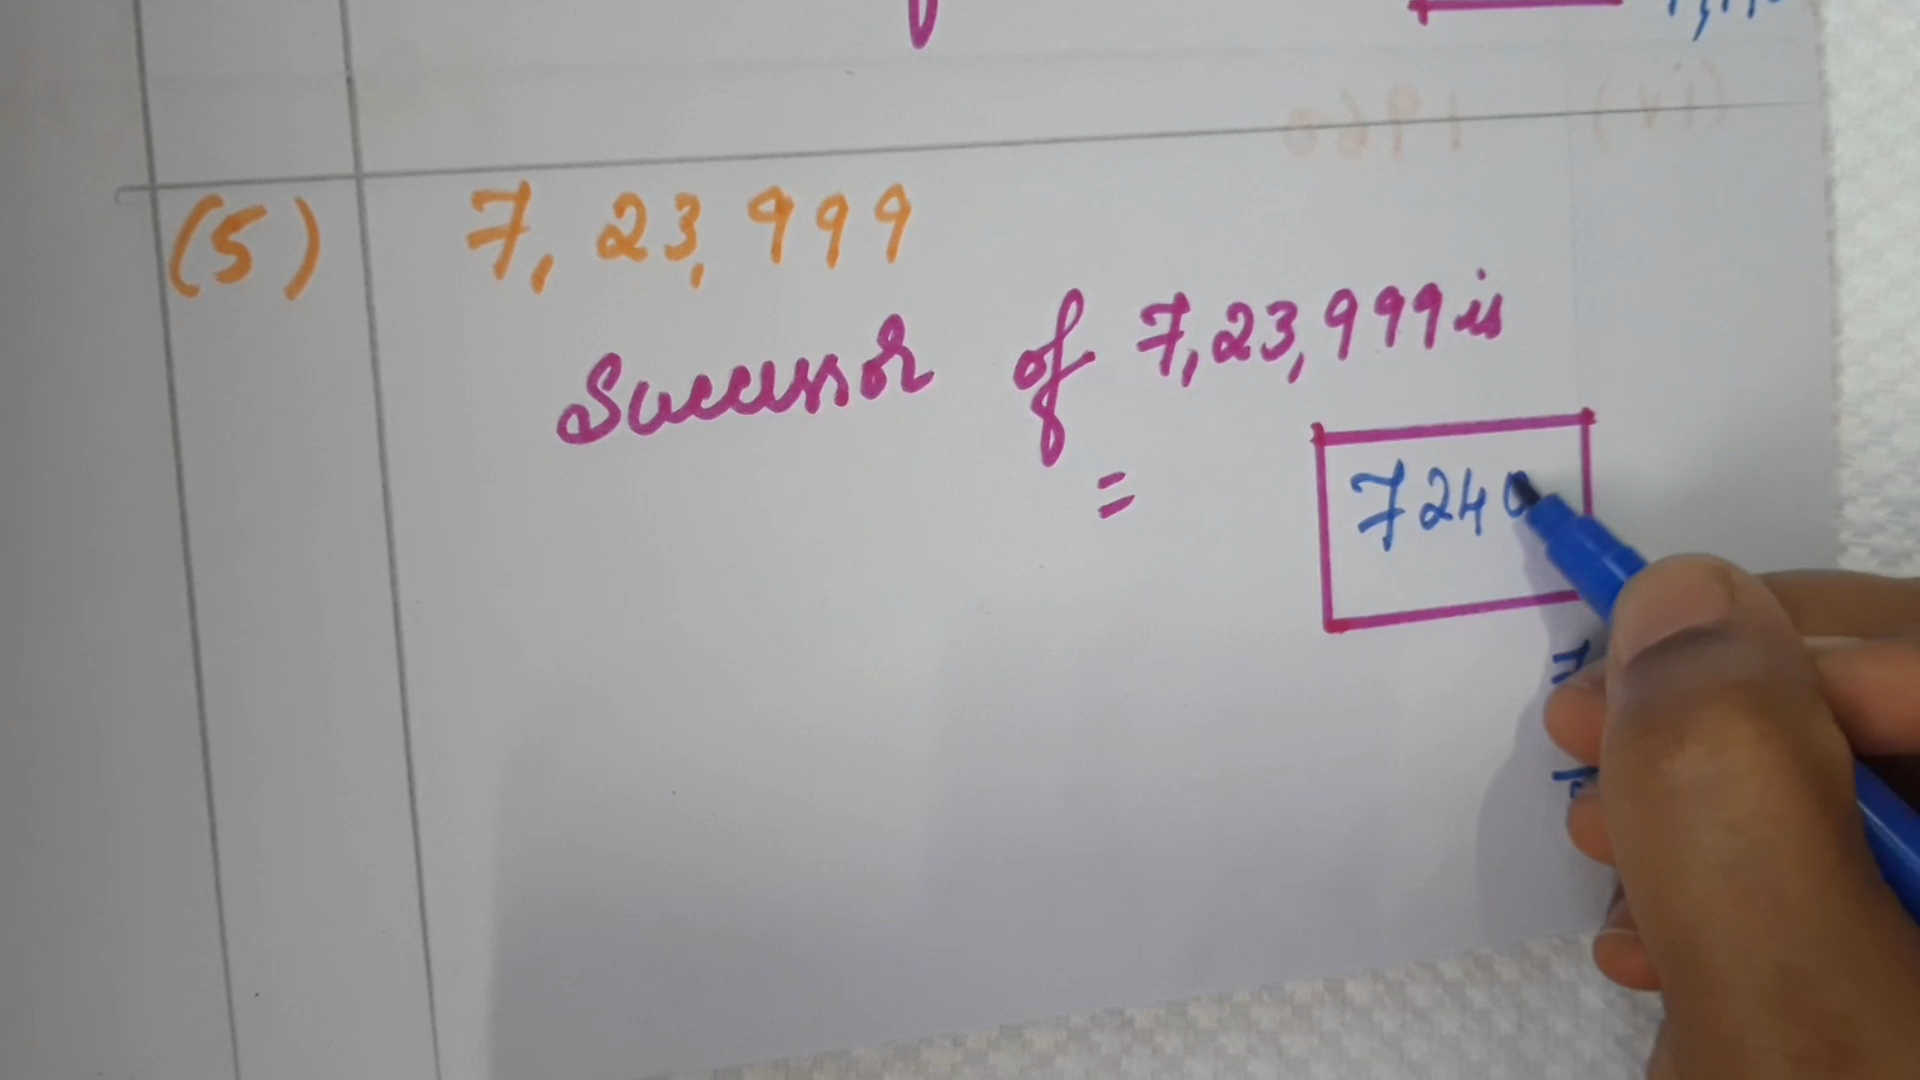 (5) 7,23,999
Successor of 7,23,999 is
= 7240